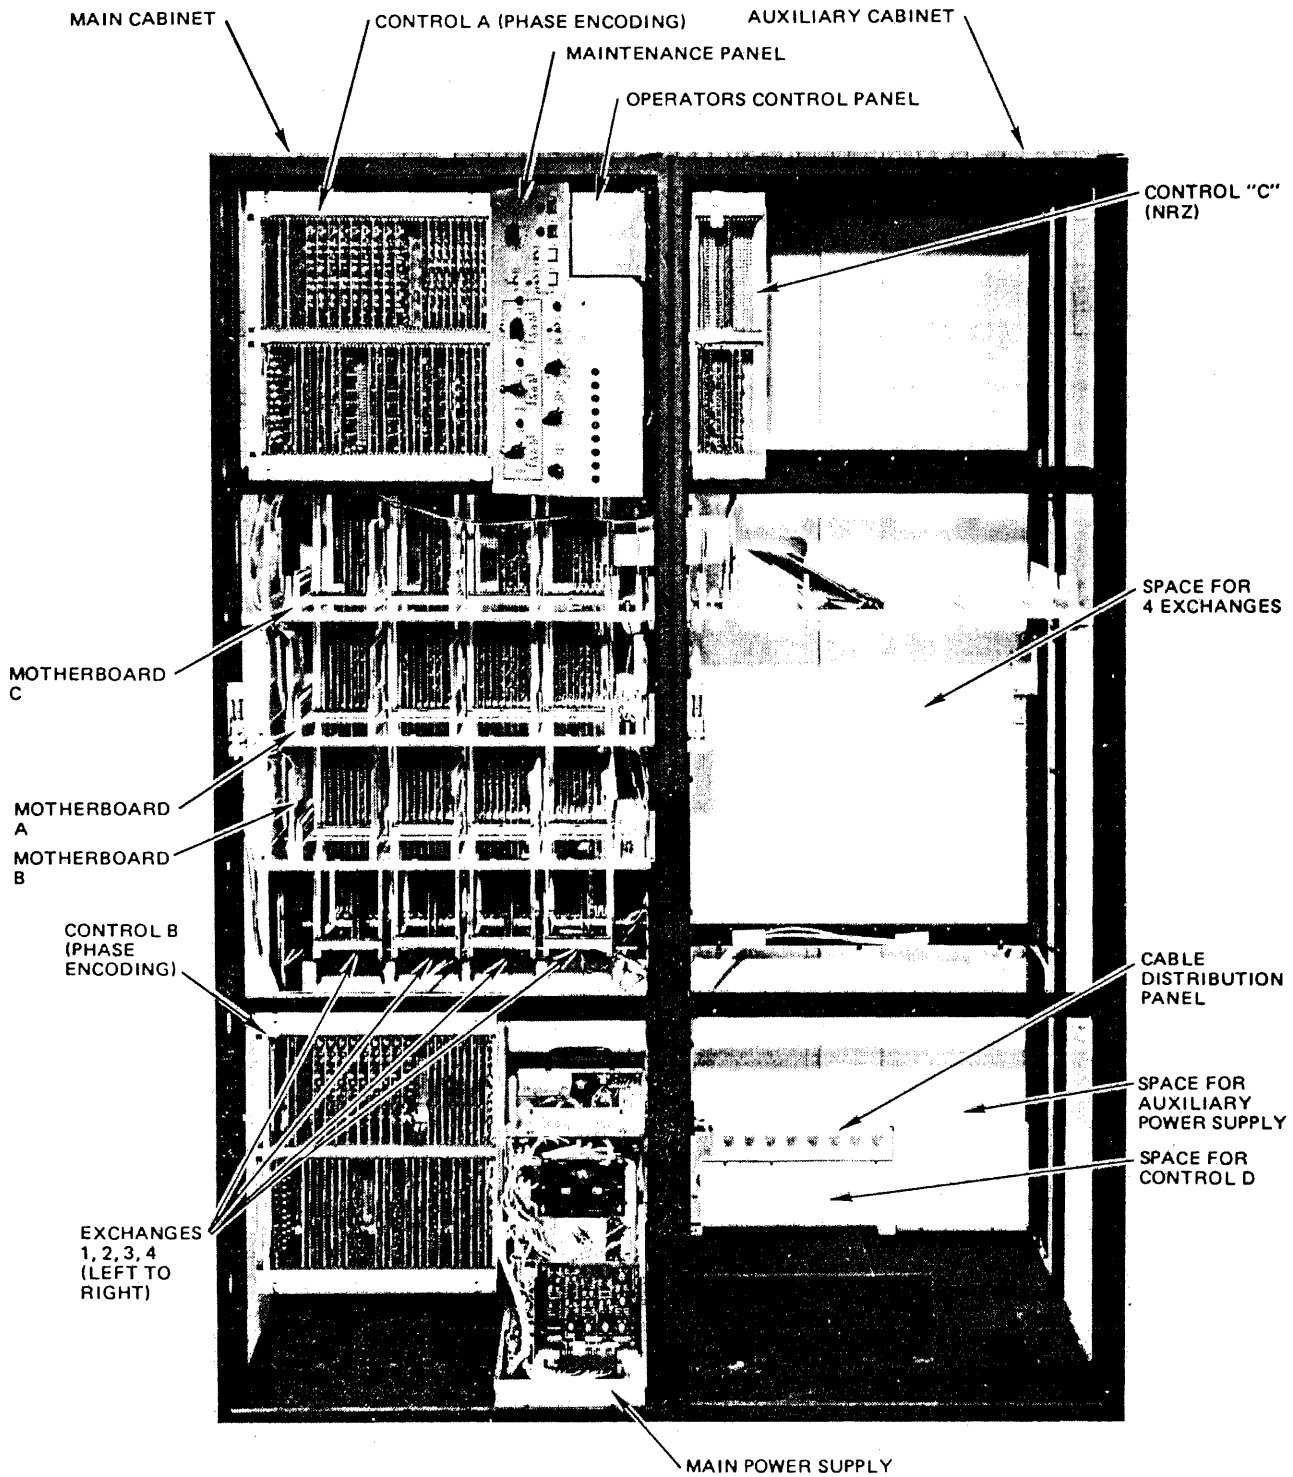 MAIN CABINET
CONTROL A (PHASE ENCODING)
AUXILIARY CABINET
MAINTENANCE PANEL
OPERATORS CONTROL PANEL
CONTROL "C"
(NRZ)
SPACE FOR
4 EXCHANGES
MOTHERBOARD
C
MOTHERBOARD
A
MOTHERBOARD
B
CONTROL B
(PHASE
ENCODING)
CABLE
DISTRIBUTION
PANEL
SPACE FOR
AUXILIARY
POWER SUPPLY
SPACE FOR
CONTROL D
EXCHANGES
1, 2, 3, 4
(LEFT TO
RIGHT)
MAIN POWER SUPPLY